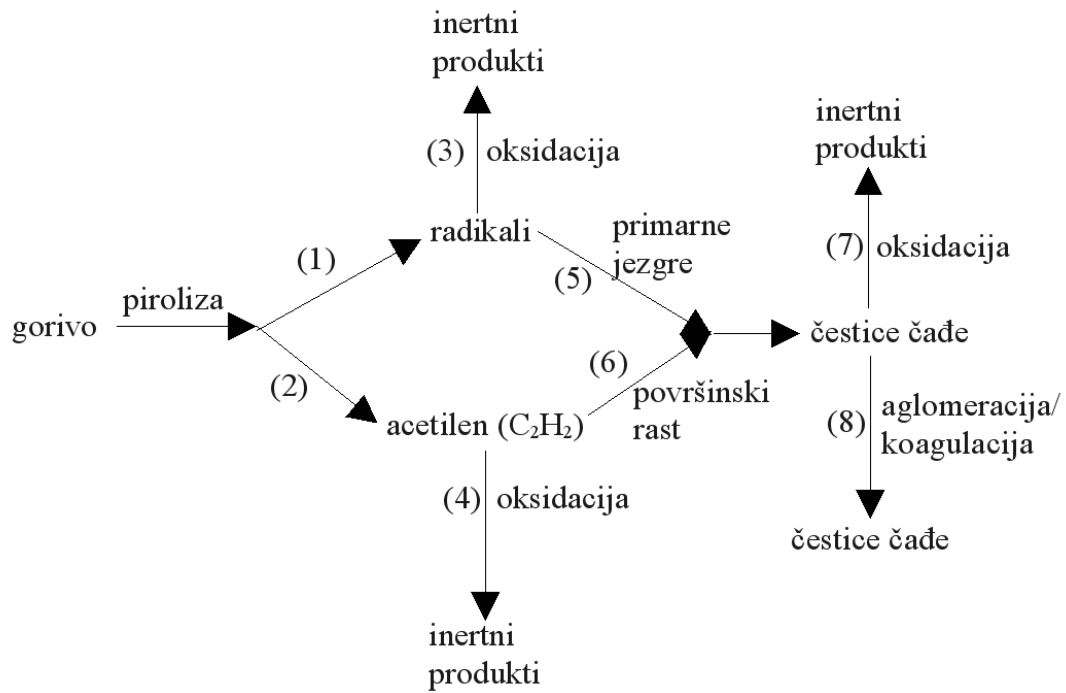 inertni
produkti
(3) oksidacija
inertni
produkti
radikali
primarne
jezgre
(1)
(5)
(7) oksidacija
piroliza
gorivo
čestice čađe
(6)
(2)
površinski
rast
acetilen (C₂H₂)
(8) aglomeracija/
koagulacija
(4) oksidacija
čestice čađe
inertni
produkti